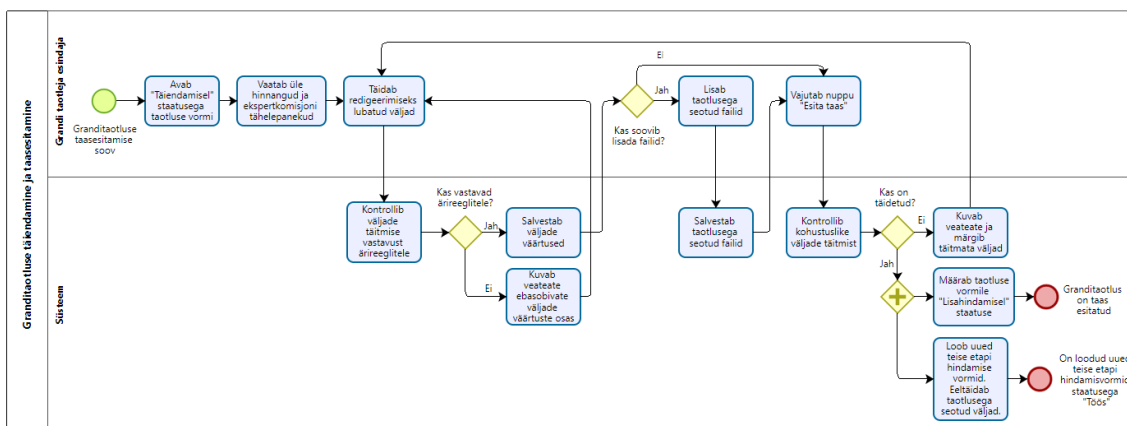 Granditaotluse täiendamine ja taasesitamine
Grandi taotleja esindaja
Granditaotluse
taasesitamise
soov
Avab
"Täiendamisel"
staatusega
taotluse vormi
Vaatab üle
hinnangud ja
ekspertkomisjoni
tähelepanekud
Täidab
redigeerimiseks
lubatud väljad
Kas soovib
lisada failid?
Ei
Jah
Lisab
taotlusega
seotud failid
Vajutab nuppu
"Esita taas"
Süsteem
Kontrollib
väljade
täitmise
vastavust
ärireeglitele
Kas vastavad
ärireeglitele?
Jah
Ei
Salvestab
väljade
väärtused
Kuvab
veateate
ebasobivate
väljade
väärtuste osas
Salvestab
taotlusega
seotud failid
Kontrollib
kohustuslike
väljade täitmist
Kas on
täidetud?
Ei
Jah
Kuvab
veateate ja
märgib
täitmata väljad
Määrab taotluse
vormile
"Lisahindamisel"
staatuse
Granditaotlus
on taas
esitatud
Loob uued
teise etapi
hindamise
vormid.
Eeltäidab
taotlusega
seotud väljad.
On loodud uued
teise etapi
hindamisvormid
staatusega
"Töös"